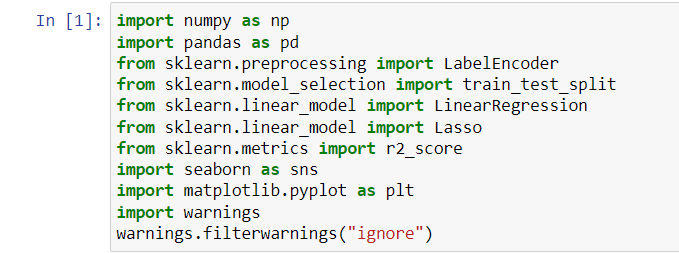 In [1]: import numpy as np
import pandas as pd
from sklearn.preprocessing import LabelEncoder
from sklearn.model_selection import train_test_split
from sklearn.linear_model import LinearRegression
from sklearn.linear_model import Lasso
from sklearn.metrics import r2_score
import seaborn as sns
import matplotlib.pyplot as plt
import warnings
warnings.filterwarnings("ignore")